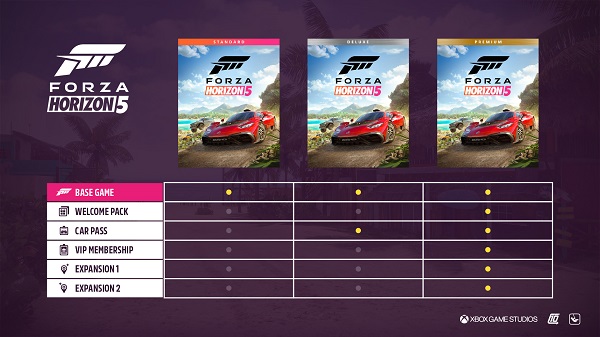 FORZA
HORIZON 5
STANDARD
FORZA
HORIZON 5
DELUXE
FORZA
HORIZON 5
PREMIUM
FORZA
HORIZON 5
BASE GAME
WELCOME PACK
CAR PASS
VIP MEMBERSHIP
EXPANSION 1
EXPANSION 2
XBOX GAME STUDIOS